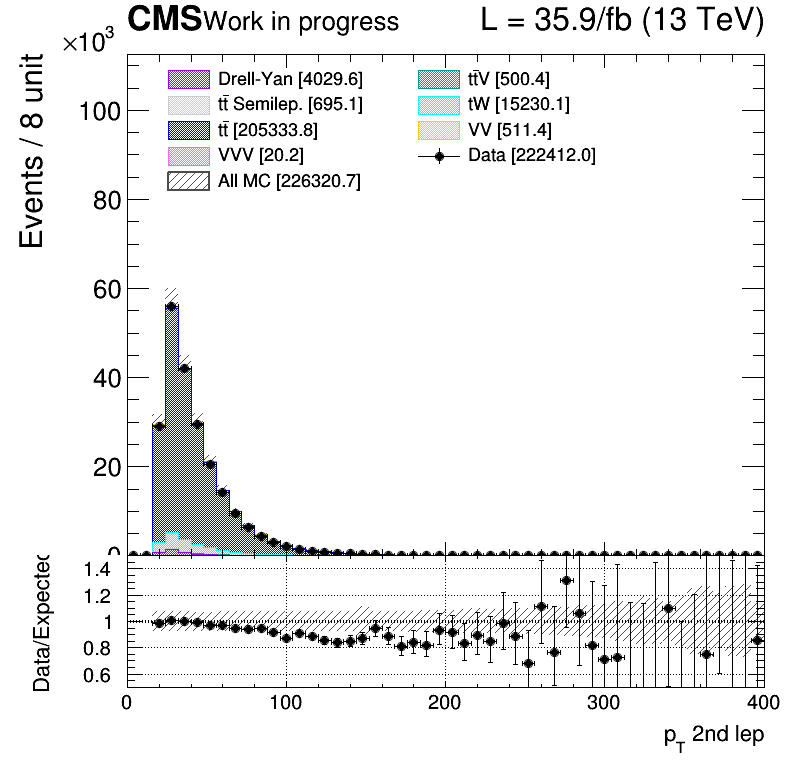 CMS Work in progress L = 35.9/fb (13 TeV)
×10³
Events / 8 unit
100
80
60
40
20
0
Drell-Yan [4029.6]
tt̄ Semilep. [695.1]
tt̄ [205333.8]
VVV [20.2]
All MC [226320.7]
tt̄V [500.4]
tW [15230.1]
VV [511.4]
Data [222412.0]
Data/Expected
1.4
1.2
1
0.8
0.6
0 100 200 300 400
p_T 2nd lep